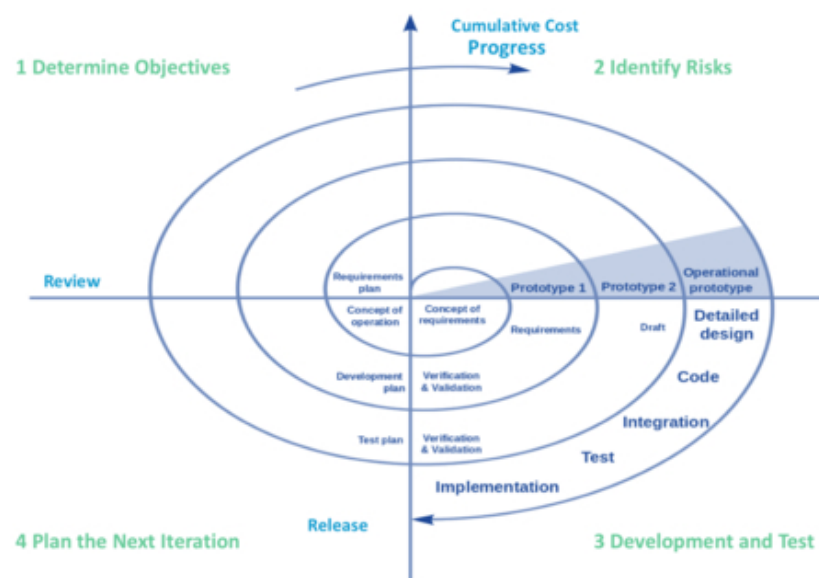 Cumulative Cost
Progress
1 Determine Objectives
2 Identify Risks
Review
Requirements
plan
Prototype 1
Prototype 2
Operational
prototype
Concept of
operation
Concept of
requirements
Requirements
Draft
Detailed
design
Development
plan
Verification
& Validation
Code
Integration
Test plan
Verification
& Validation
Test
Implementation
Release
4 Plan the Next Iteration
3 Development and Test